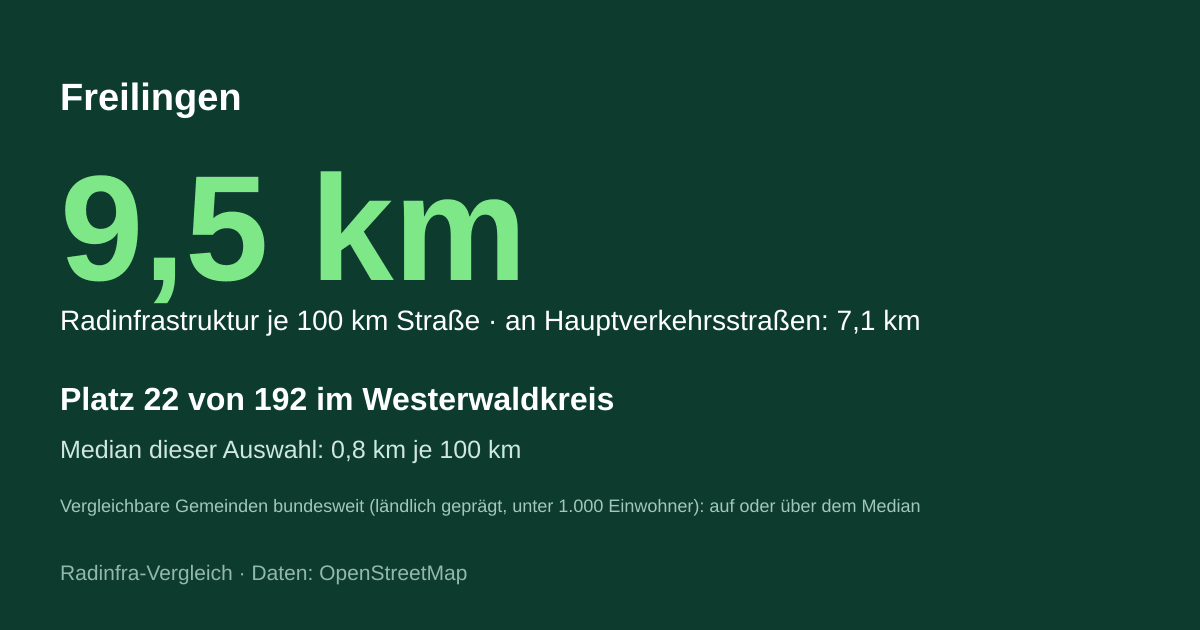 Freilingen
9,5 km
Radinfrastruktur je 100 km Straße · an Hauptverkehrsstraßen: 7,1 km
Platz 22 von 192 im Westerwaldkreis
Median dieser Auswahl: 0,8 km je 100 km
Vergleichbare Gemeinden bundesweit (ländlich geprägt, unter 1.000 Einwohner): auf oder über dem Median
Radinfra-Vergleich · Daten: OpenStreetMap